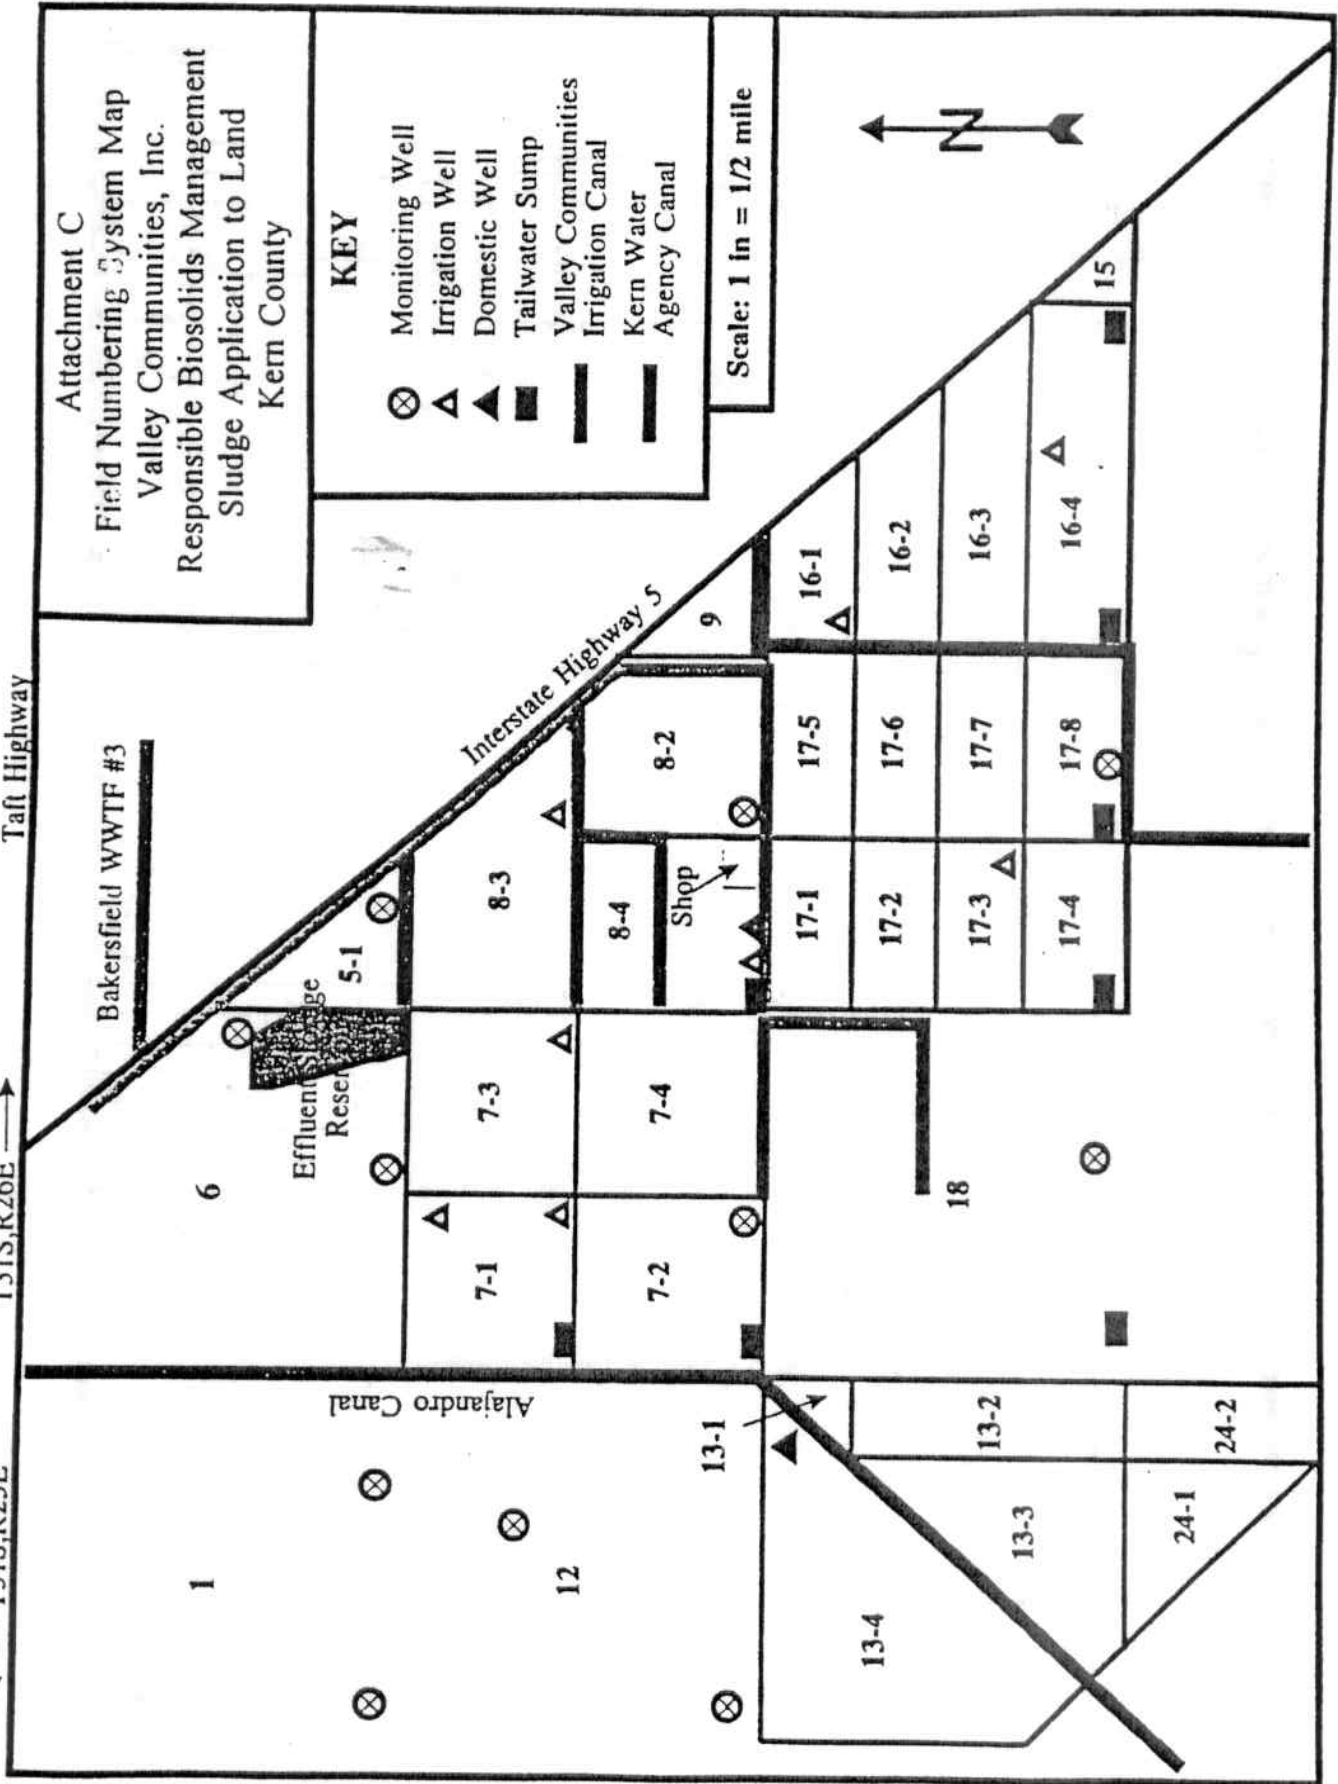 Attachment C
Field Numbering System Map
Valley Communities, Inc.
Responsible Biosolids Management
Sludge Application to Land
Kern County
KEY
Monitoring Well
Irrigation Well
Domestic Well
Tailwater Sump
Valley Communities
Irrigation Canal
Kern Water
Agency Canal
Scale: 1 in = 1/2 mile
N
Taft Highway
Bakersfield WWTF #3
Interstate Highway 5
Alajandro Canal
1
6
Effluent Storage
5-1
12
7-1
7-3
8-3
7-2
7-4
8-4
8-2
9
Shop
13-1
13-4
13-2
13-3
18
17-1
17-5
16-1
17-2
17-6
16-2
17-3
17-7
16-3
17-4
17-8
16-4
15
24-1
24-2